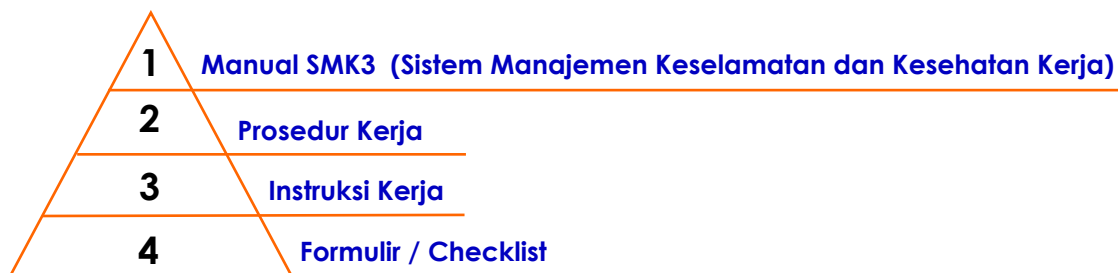 1 Manual SMK3 (Sistem Manajemen Keselamatan dan Kesehatan Kerja)
2 Prosedur Kerja
3 Instruksi Kerja
4 Formulir / Checklist